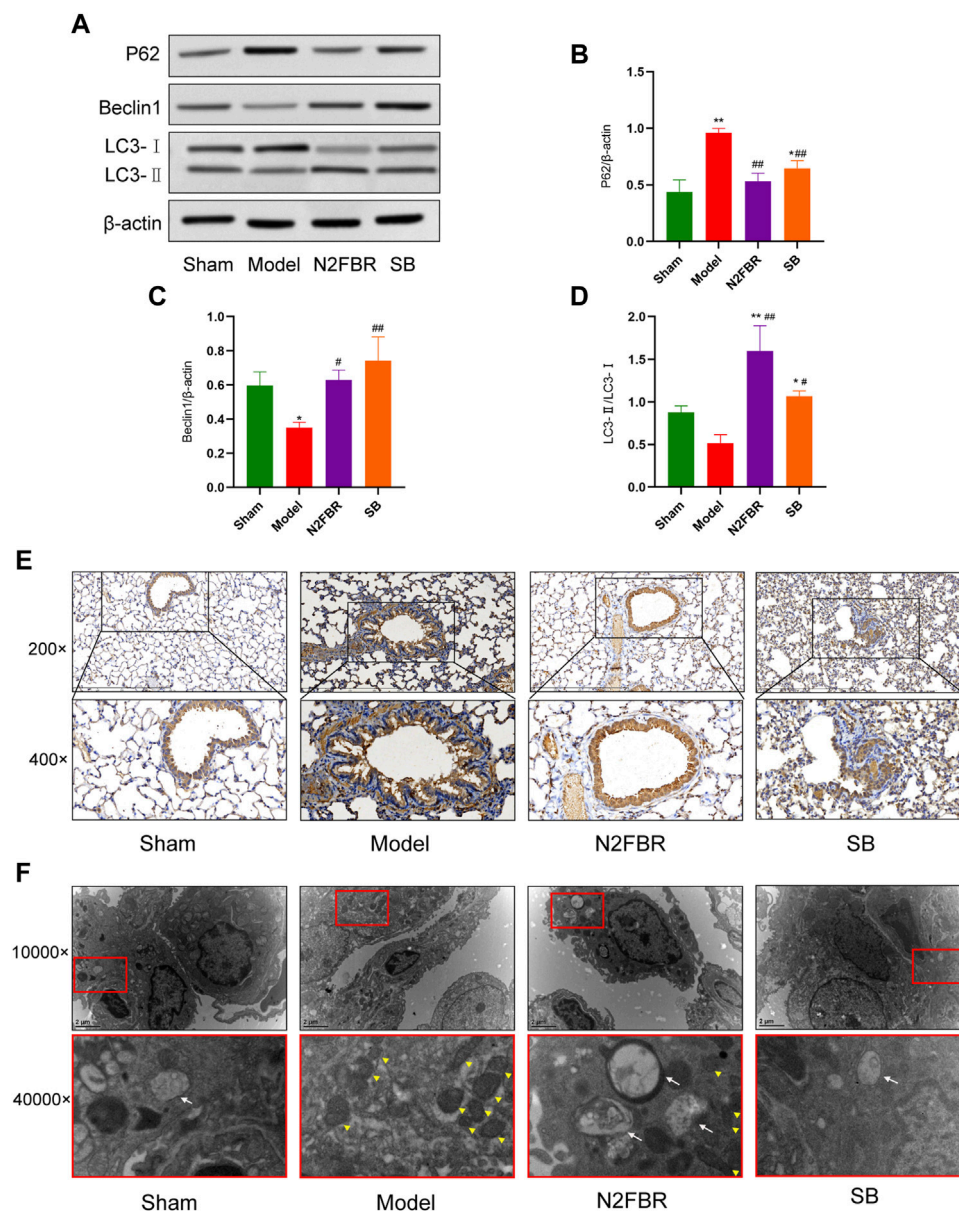 A
P62
Beclin1
LC3-Ⅰ
LC3-Ⅱ
β-actin
Sham Model N2FBR SB
B
P62/β-actin
1.5
1.0
0.5
0.0
**
##
*##
Sham Model N2FBR SB
C
Beclin1/β-actin
1.0
0.8
0.6
0.4
0.2
0.0
*
#
##
Sham Model N2FBR SB
D
LC3-Ⅱ/LC3-Ⅰ
2.0
1.5
1.0
0.5
0.0
** ##
* #
Sham Model N2FBR SB
E
200×
400×
Sham Model N2FBR SB
F
10000×
2 μm 2 μm 2 μm 2 μm
40000×
Sham Model N2FBR SB